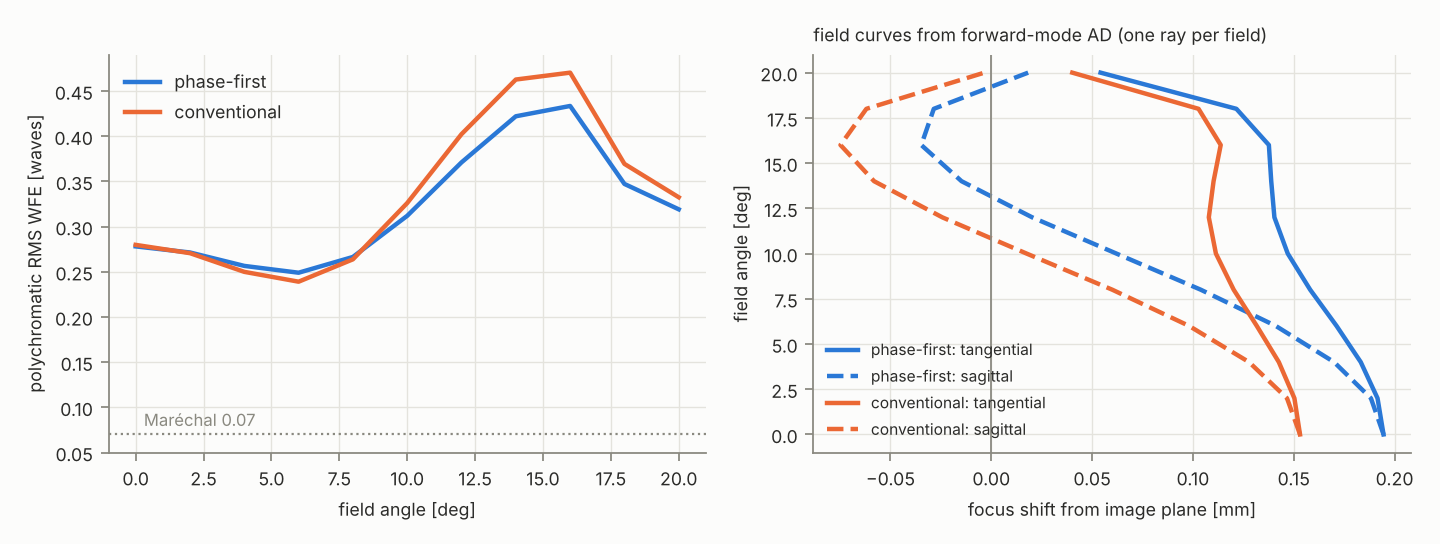 phase-first
conventional
polychromatic RMS WFE [waves]
0.45
0.40
0.35
0.30
0.25
0.20
0.15
0.10
0.05
Maréchal 0.07
0.0 2.5 5.0 7.5 10.0 12.5 15.0 17.5 20.0
field angle [deg]
field curves from forward-mode AD (one ray per field)
field angle [deg]
20.0
17.5
15.0
12.5
10.0
7.5
5.0
2.5
0.0
phase-first: tangential
phase-first: sagittal
conventional: tangential
conventional: sagittal
−0.05 0.00 0.05 0.10 0.15 0.20
focus shift from image plane [mm]